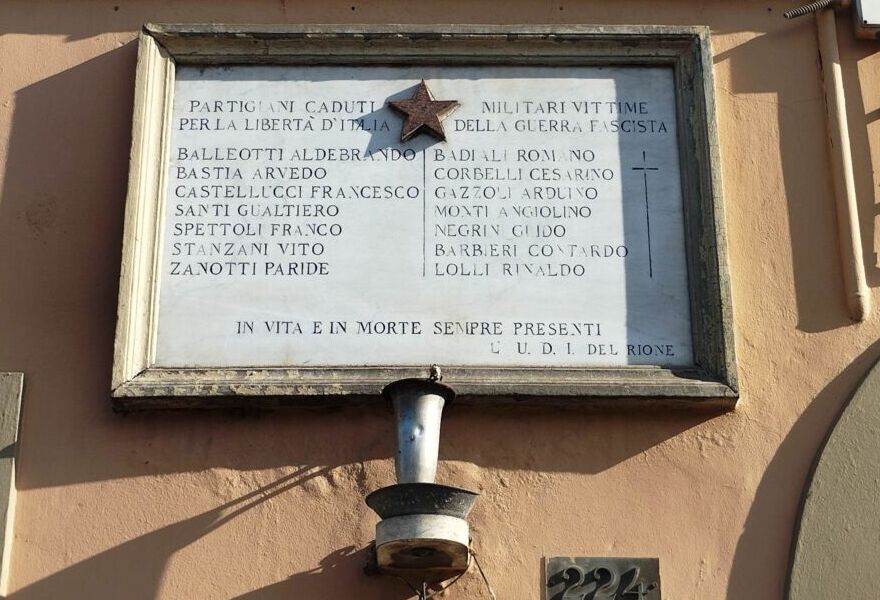 PARTIGIANI CADUTI
PER LA LIBERTÀ D'ITALIA
BALLEOTTI ALDEBRANDO
BASTIA ARVEDO
CASTELLUCCI FRANCESCO
SANTI GUALTIERO
SPETTOLI FRANCO
STANZANI VITO
ZANOTTI PARIDE
MILITARI VITTIME
DELLA GUERRA FASCISTA
BADIALI ROMANO
CORBELLI CESARINO
GAZZOLI ARDUINO
MONTI ANGIOLINO
NEGRINI GUIDO
BARBIERI CONTARDO
LOLLI RINALDO
IN VITA E IN MORTE SEMPRE PRESENTI
L' U. D. I. DEL RIONE
224